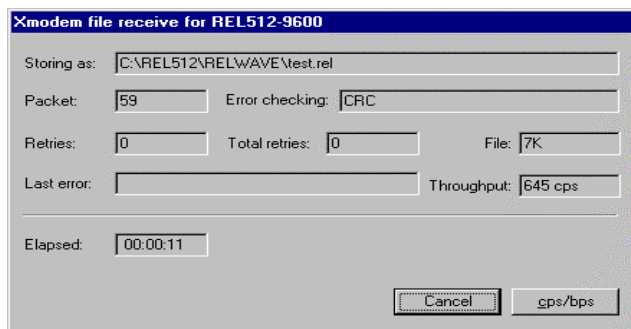 Xmodem file receive for REL512-9600
Storing as: C:\REL512\RELWAVE\test.rel
Packet: 59 Error checking: CRC
Retries: 0 Total retries: 0 File: 7K
Last error: Throughput: 645 cps
Elapsed: 00:00:11
Cancel cps/bps